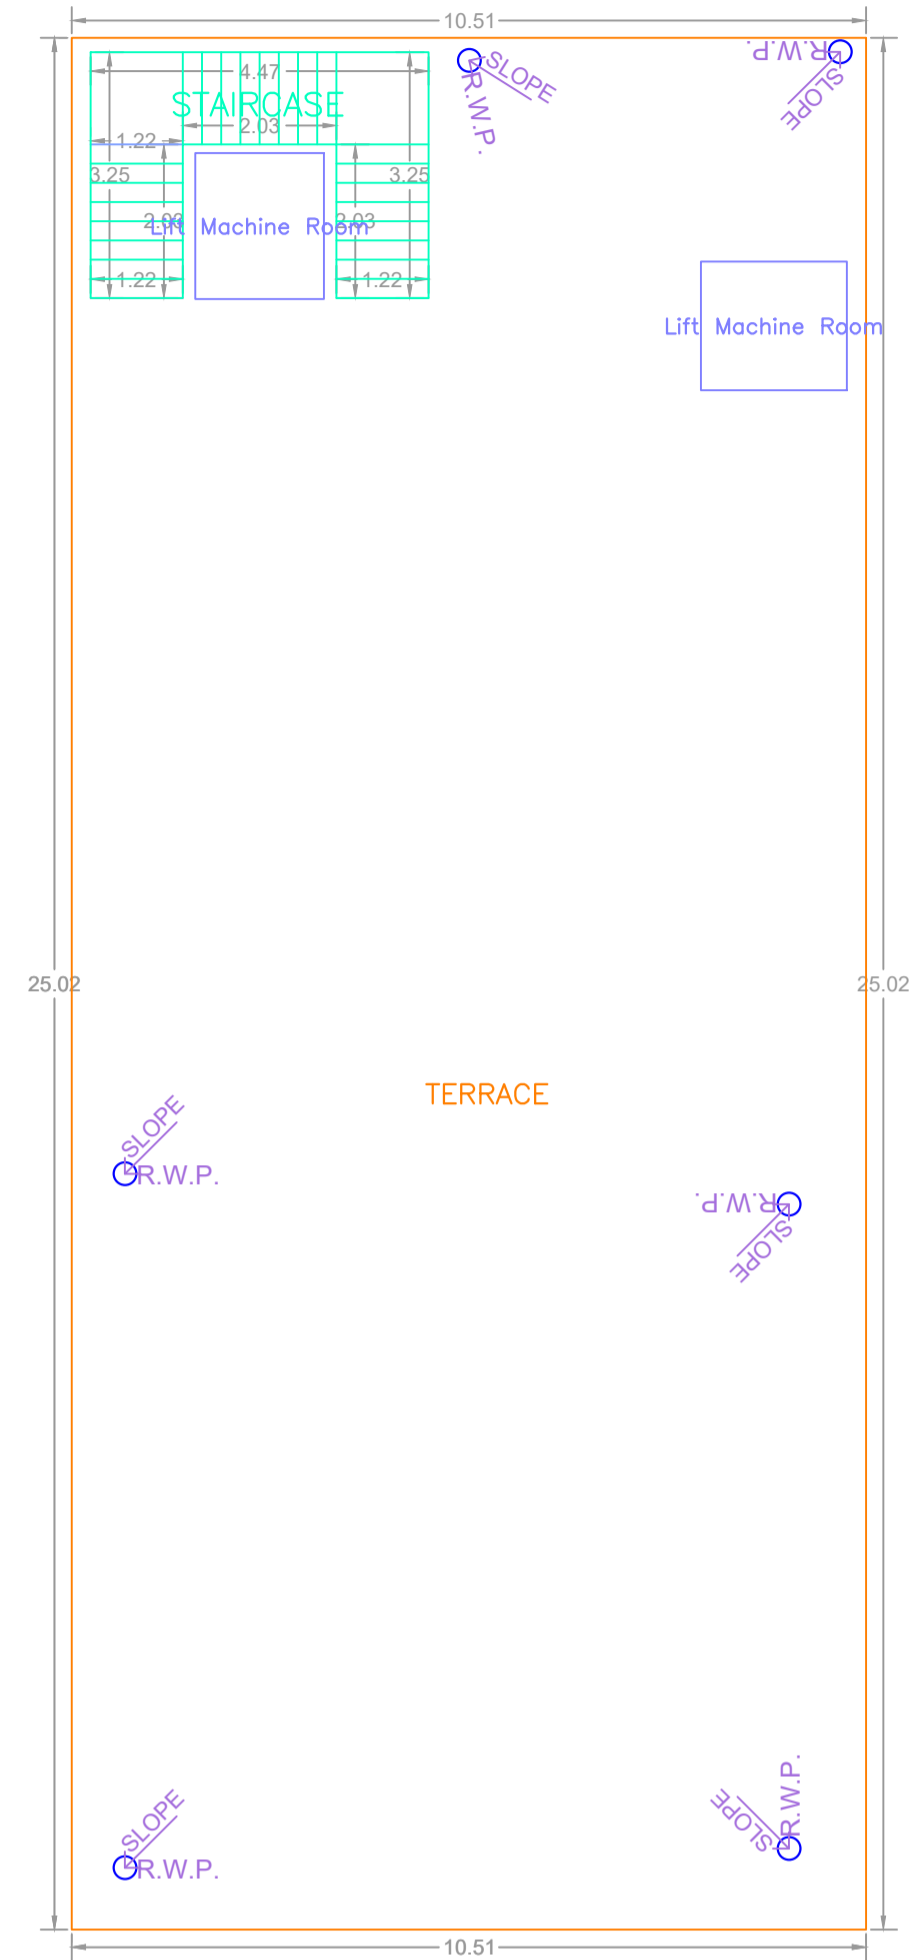 10.51
R.W.P.
SLOPE
4.47
SLOPE
R.W.P.
STAIRCASE
2.03
1.22
3.25
3.25
2.03
2.03
Lift Machine Room
1.22
1.22
Lift Machine Room
25.02
25.02
TERRACE
SLOPE
R.W.P.
R.W.P.
SLOPE
R.W.P.
SLOPE
SLOPE
R.W.P.
10.51